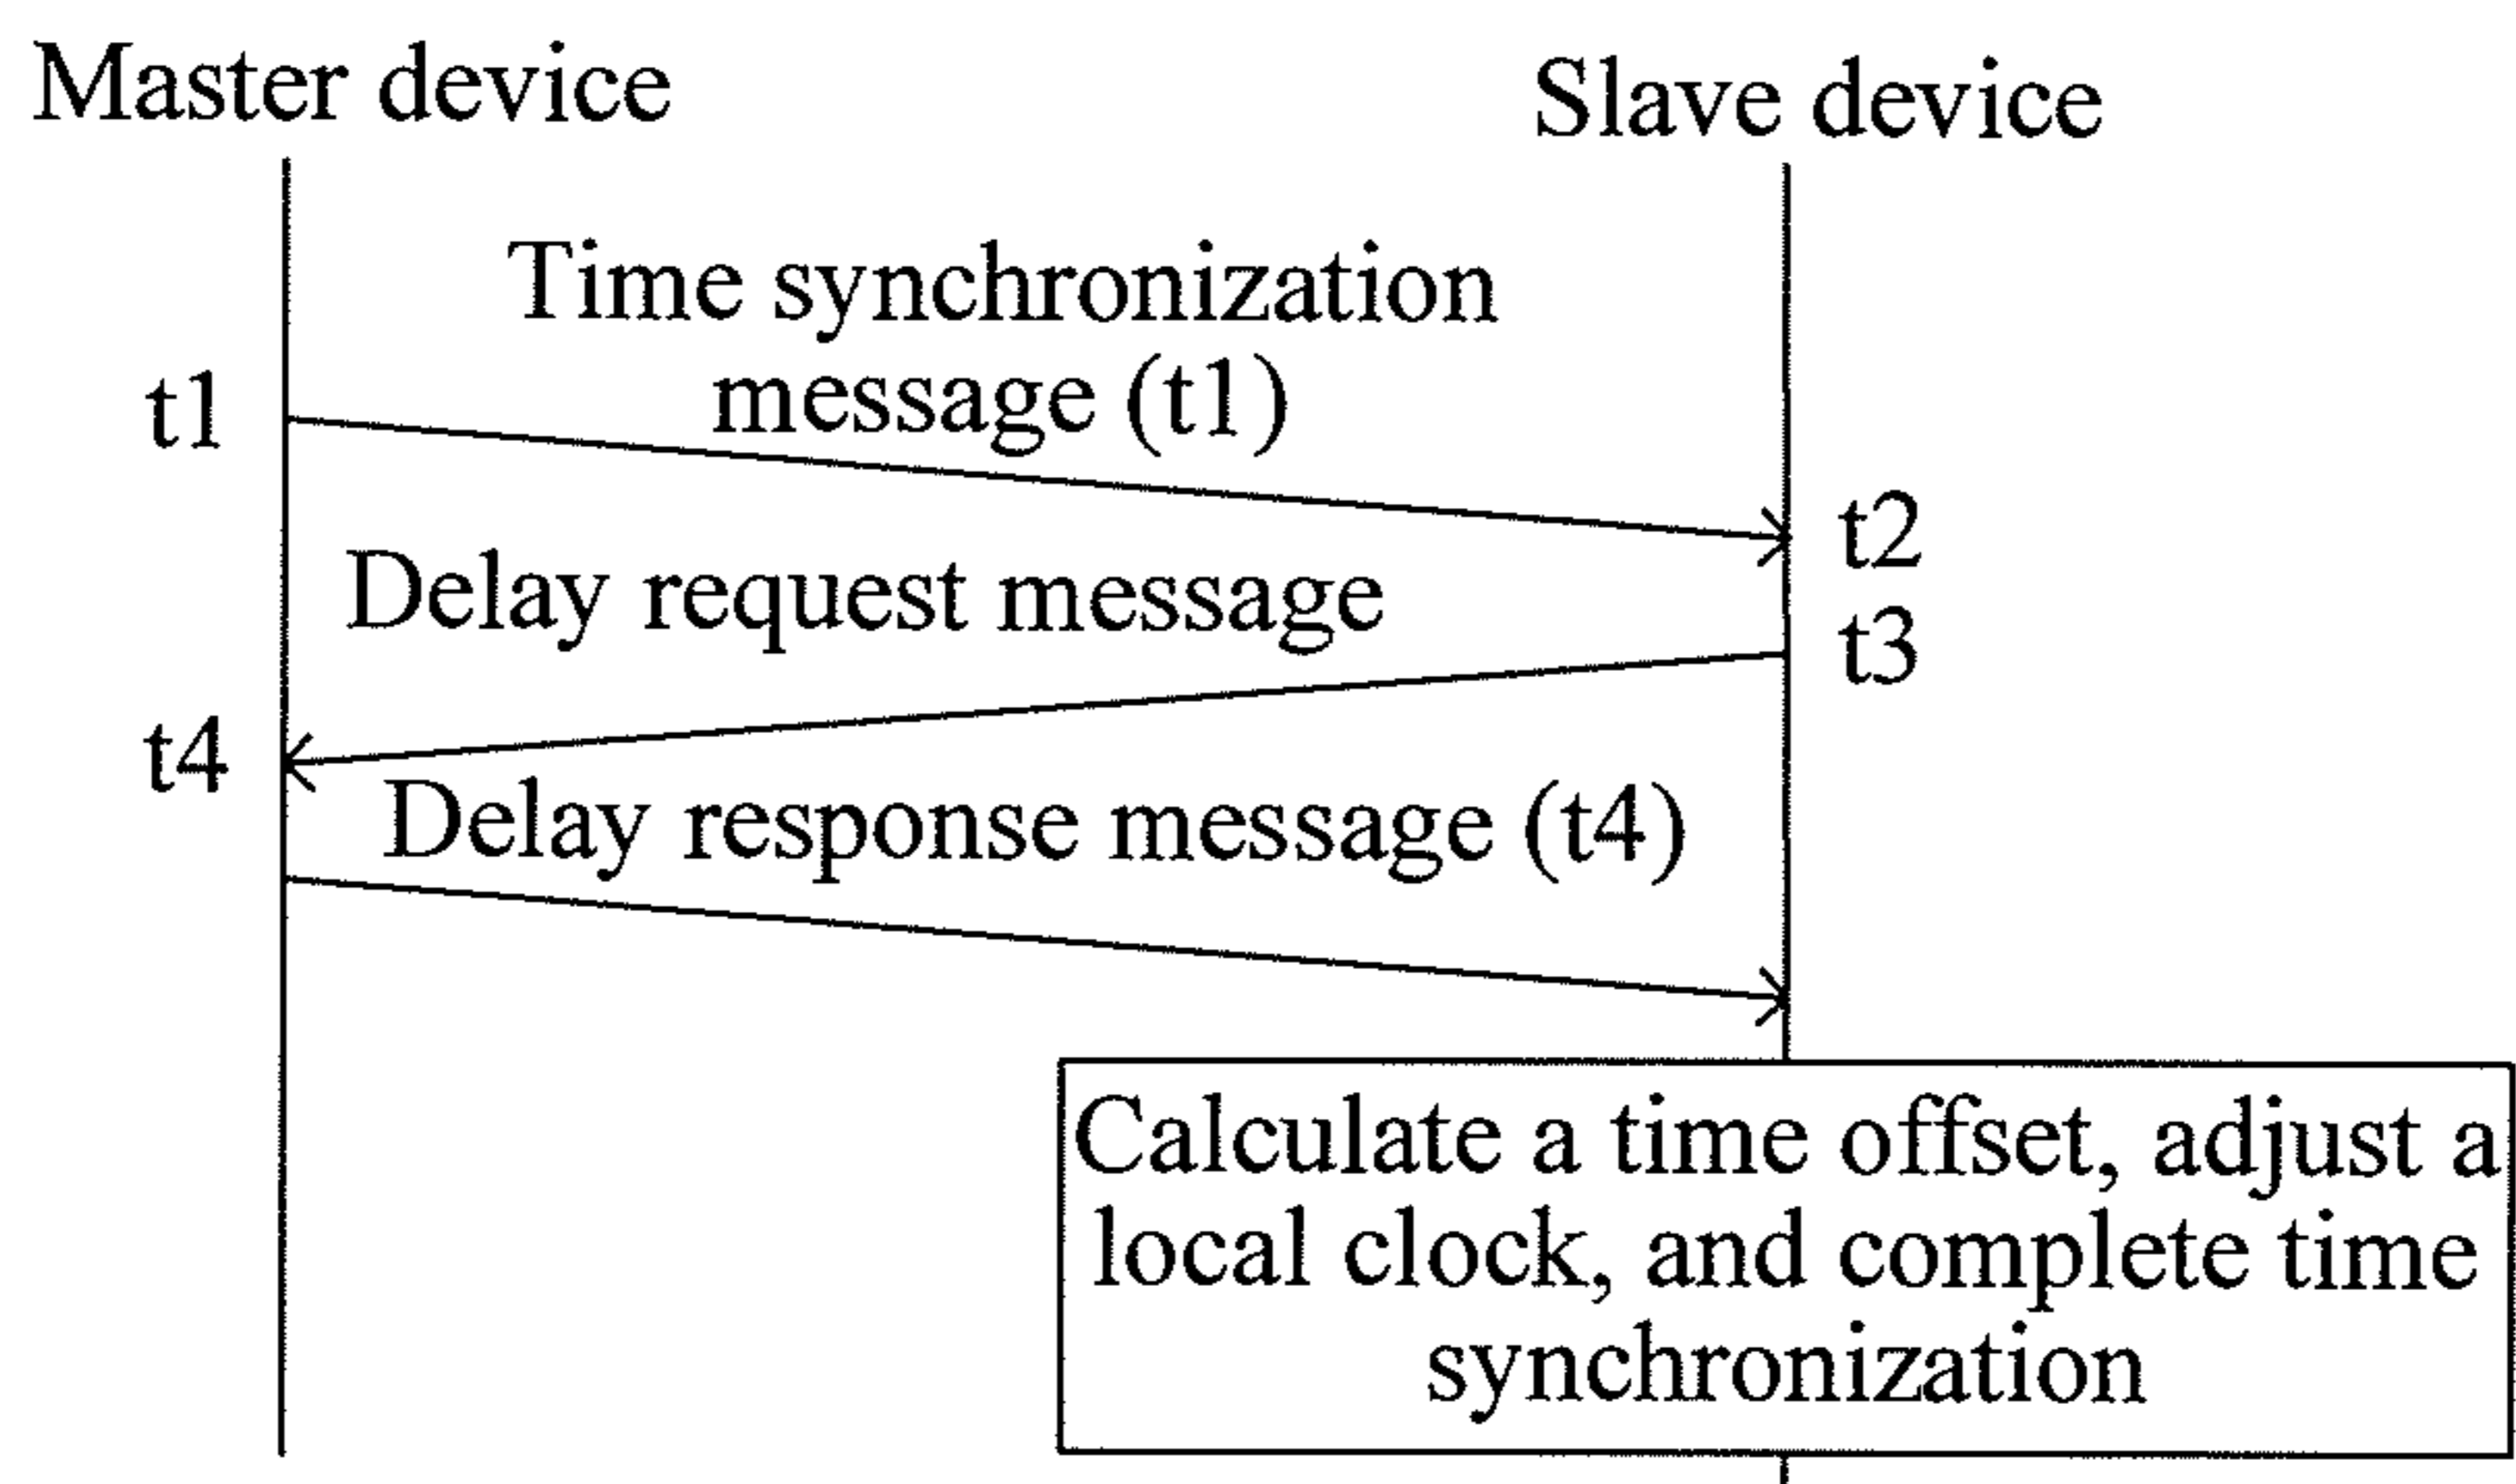 Master device
Slave device
Time synchronization
message (t1)
t1
t2
Delay request message
t3
t4
Delay response message (t4)
Calculate a time offset, adjust a
local clock, and complete time
synchronization